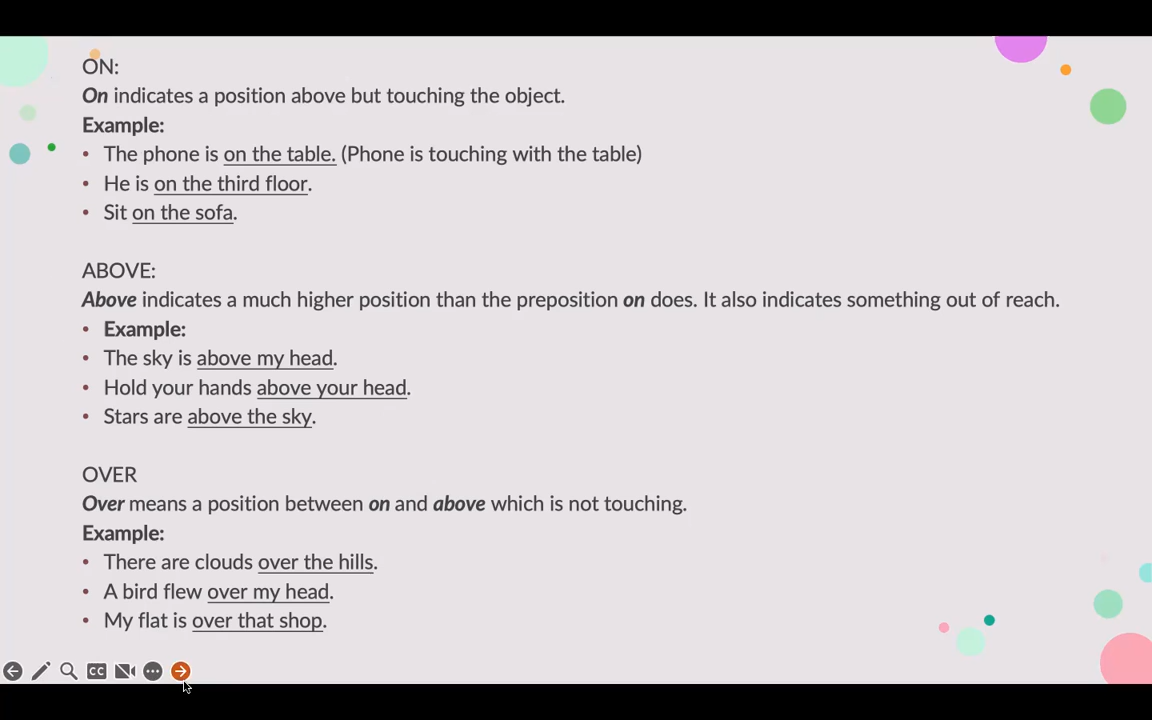 ON:
On indicates a position above but touching the object.
Example:
• The phone is on the table. (Phone is touching with the table)
• He is on the third floor.
• Sit on the sofa.
ABOVE:
Above indicates a much higher position than the preposition on does. It also indicates something out of reach.
• Example:
• The sky is above my head.
• Hold your hands above your head.
• Stars are above the sky.
OVER
Over means a position between on and above which is not touching.
Example:
• There are clouds over the hills.
• A bird flew over my head.
• My flat is over that shop.
CC